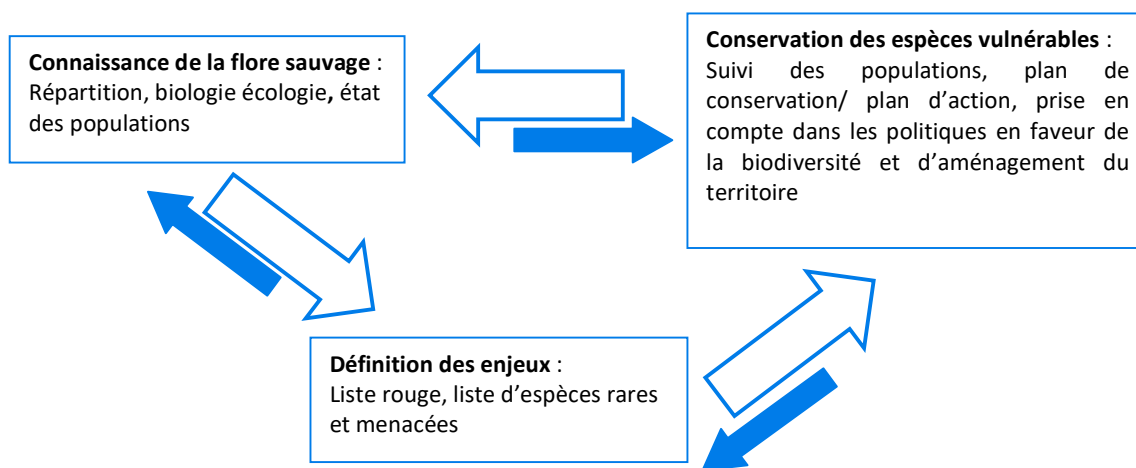 Connaissance de la flore sauvage :
Répartition, biologie écologie, état
des populations
Conservation des espèces vulnérables :
Suivi des populations, plan de
conservation/ plan d’action, prise en
compte dans les politiques en faveur de
la biodiversité et d’aménagement du
territoire
Définition des enjeux :
Liste rouge, liste d’espèces rares
et menacées